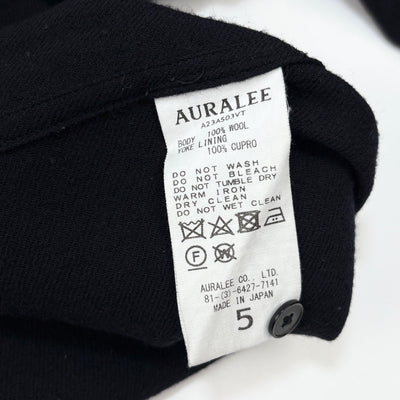 AURALEE
A23AS03VT
BODY 100% WOOL
YOKE LINING
100% CUPRO
DO NOT WASH
DO NOT BLEACH
DO NOT TUMBLE DRY
WARM IRON
DRY CLEAN
DO NOT WET CLEAN
F W
AURALEE CO., LTD.
81-(3)-6427-7141
MADE IN JAPAN
5